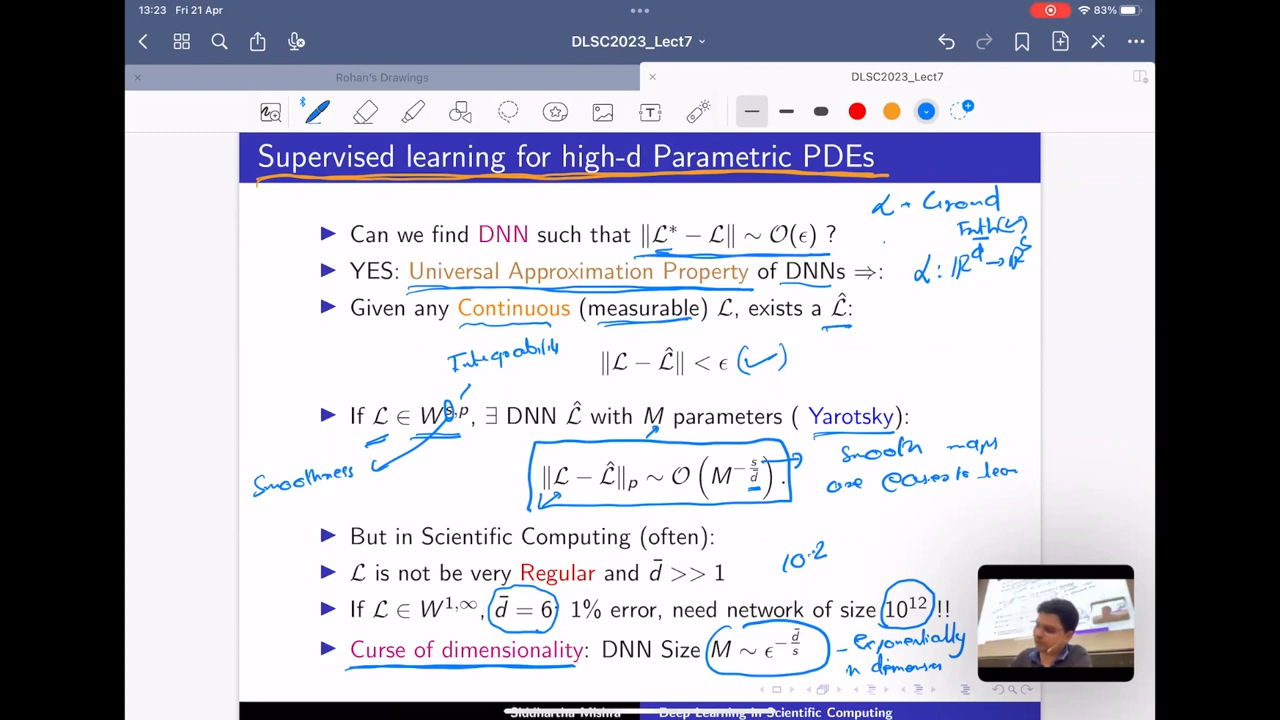 13:23 Fri 21 Apr
83%
DLSC2023_Lect7
Rohan's Drawings
DLSC2023_Lect7
Supervised learning for high-d Parametric PDEs
Can we find DNN such that ‖ℒ* − ℒ‖ ∼ 𝒪(ϵ) ?
ℒ - Ground
Truth
YES: Universal Approximation Property of DNNs ⇒:
ℒ : ℝ^d̄ → ℝ
Given any Continuous (measurable) ℒ, exists a ℒ̂:
Integrability
‖ℒ − ℒ̂‖ < ϵ (✓)
If ℒ ∈ W^{s,p}, ∃ DNN ℒ̂ with M parameters ( Yarotsky):
Smoothness
‖ℒ − ℒ̂‖_p ∼ 𝒪 (M^{−s/d̄}).
Smooth maps
are easier to learn
But in Scientific Computing (often):
ℒ is not be very Regular and d̄ >> 1
10^-2
If ℒ ∈ W^{1,∞}, d̄ = 6 1% error, need network of size 10^12 !!
Curse of dimensionality: DNN Size M ∼ ϵ^{−d̄/s}
- exponentially
in dimension
Siddhartha Mishra Deep Learning in Scientific Computing